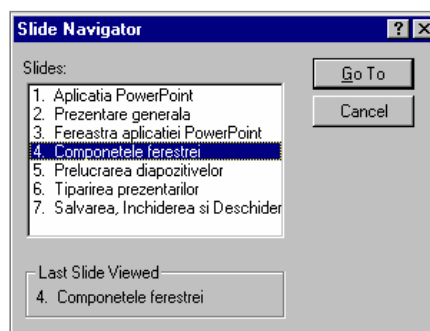 Slide Navigator
Slides:
1. Aplicatia PowerPoint
2. Prezentare generala
3. Fereastra aplicatiei PowerPoint
4. Componetele ferestrei
5. Prelucrarea diapozitivelor
6. Tiparirea prezentarilor
7. Salvarea, Inchiderea si Deschider
Go To
Cancel
Last Slide Viewed
4. Componetele ferestrei